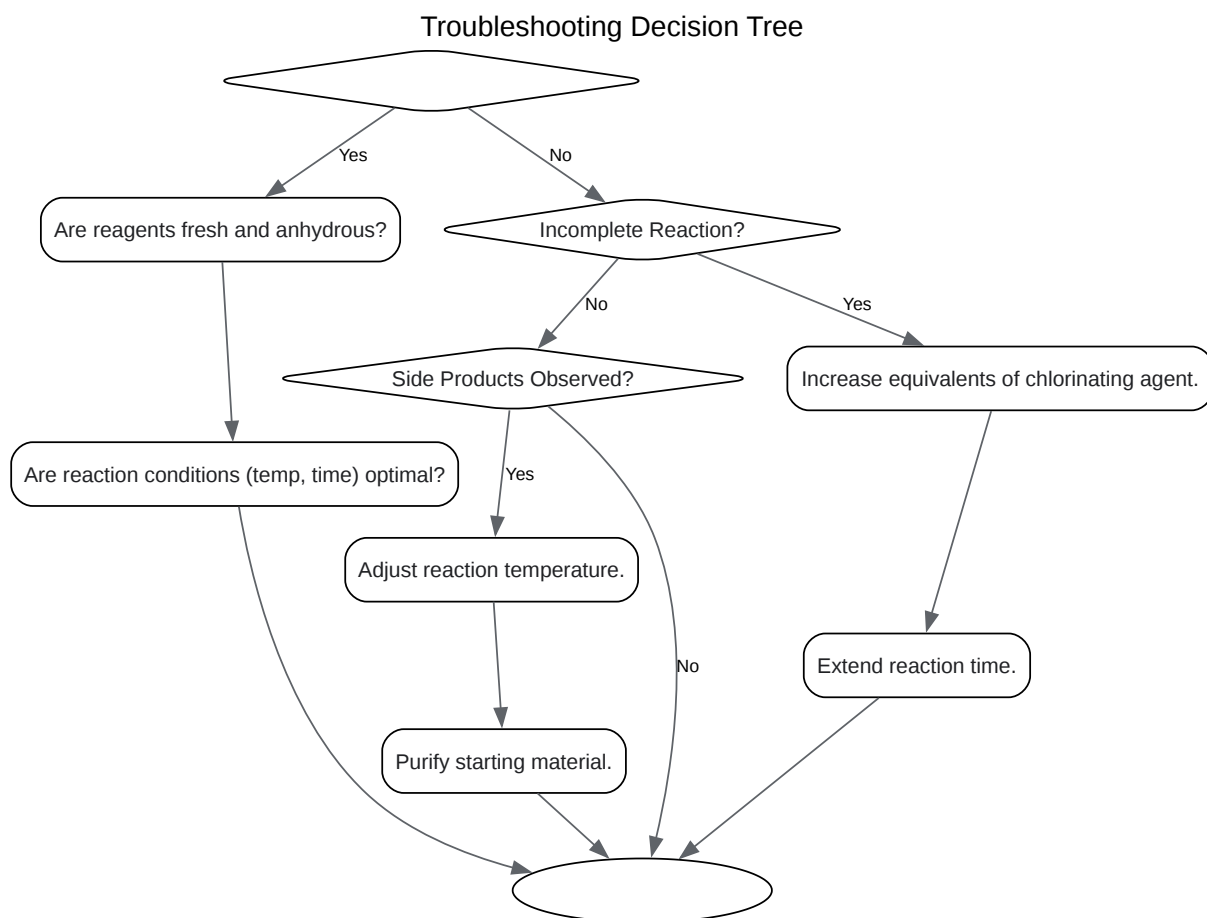 Troubleshooting Decision Tree
Yes
No
Are reagents fresh and anhydrous?
Incomplete Reaction?
No
Yes
Side Products Observed?
Increase equivalents of chlorinating agent.
Are reaction conditions (temp, time) optimal?
Yes
Adjust reaction temperature.
No
Extend reaction time.
Purify starting material.